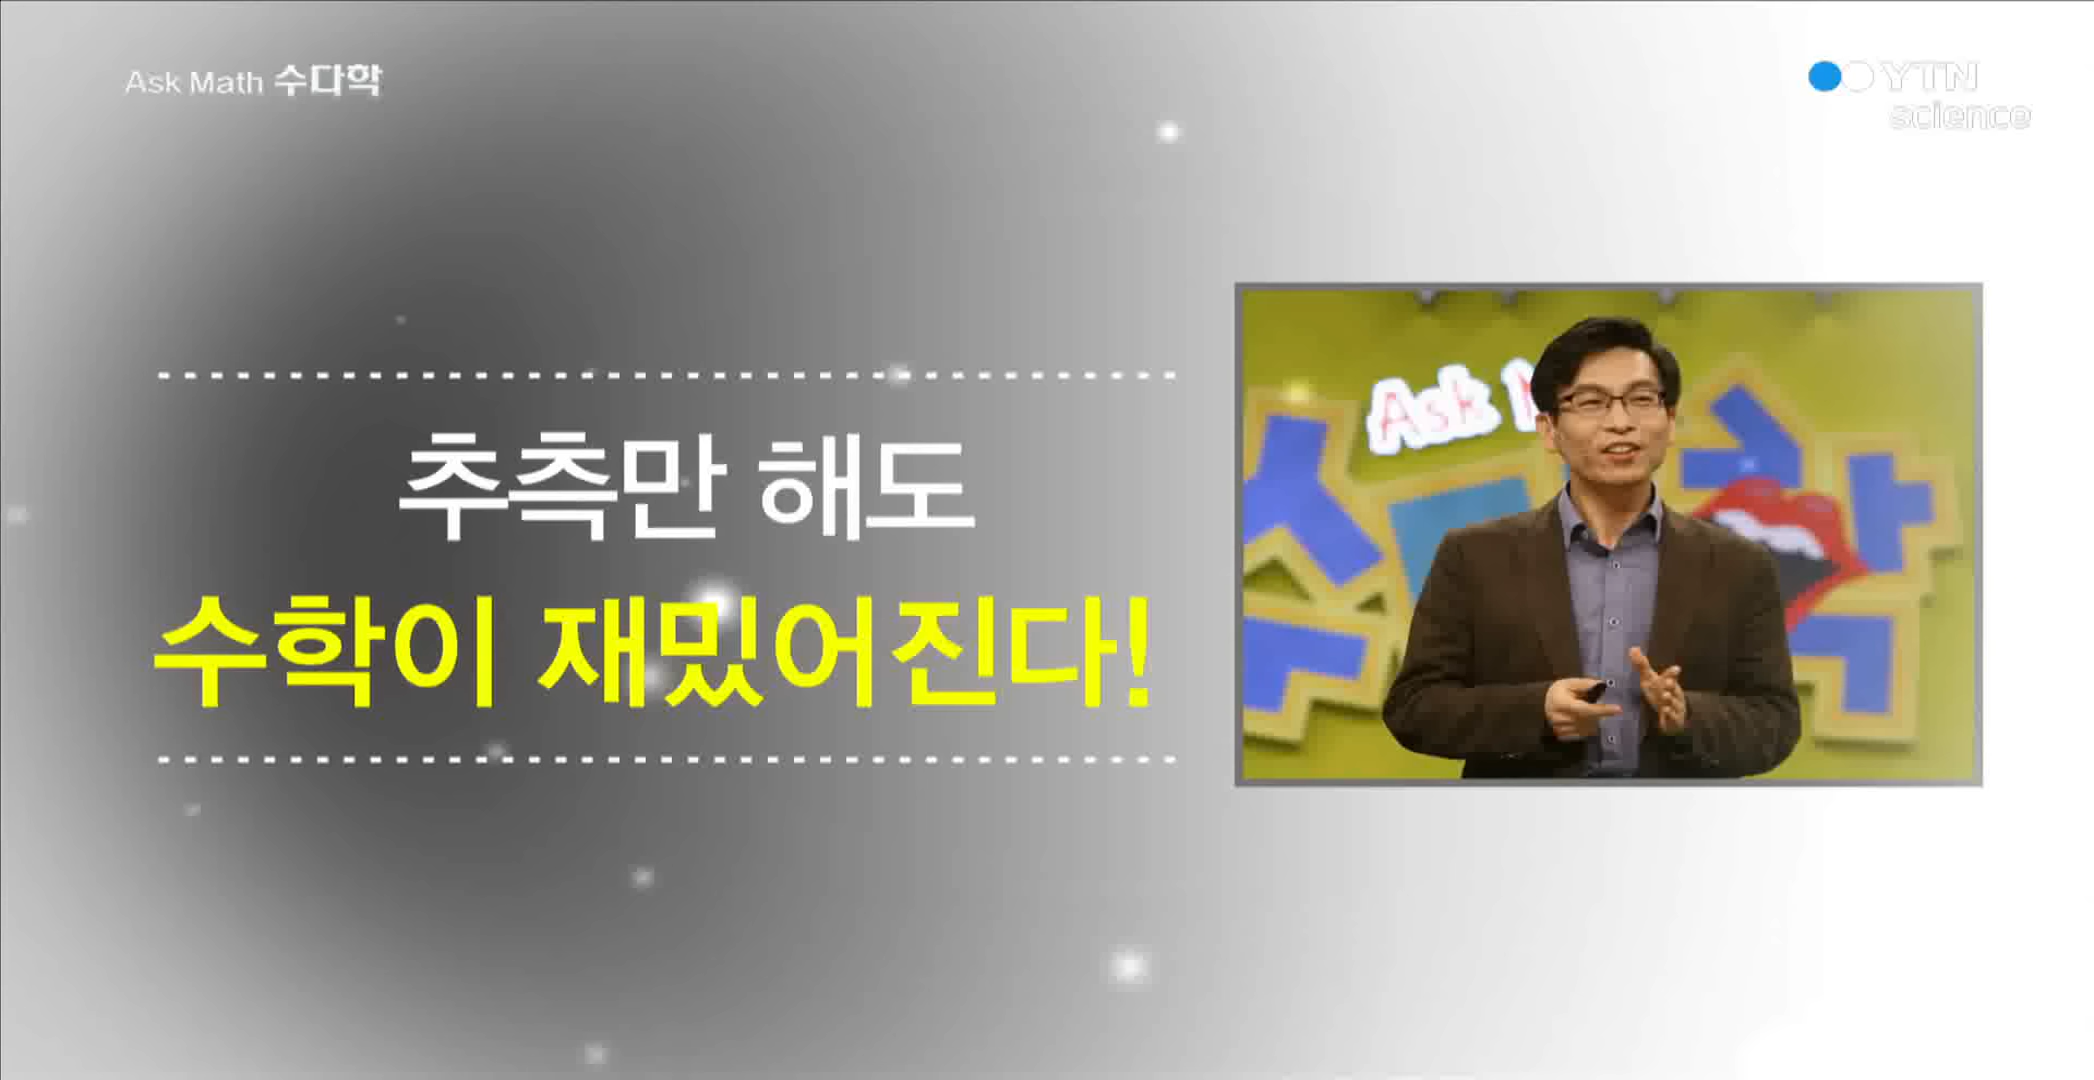 Ask Math 수다학
YTN
science
추측만 해도
수학이 재밌어진다!
Ask